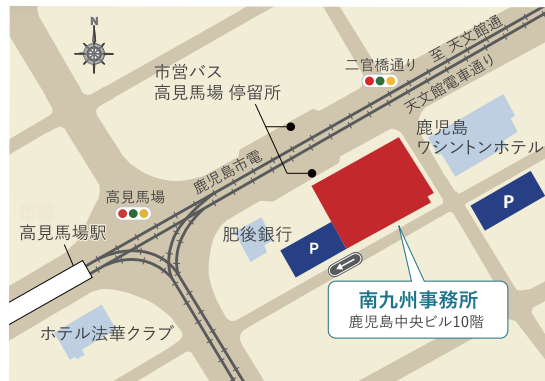 N
至 天文館通
二官橋通り
天文館電車通り
市営バス
高見馬場 停留所
鹿児島
ワシントンホテル
鹿児島市電
高見馬場
高見馬場駅
肥後銀行
P
P
南九州事務所
鹿児島中央ビル10階
ホテル法華クラブ